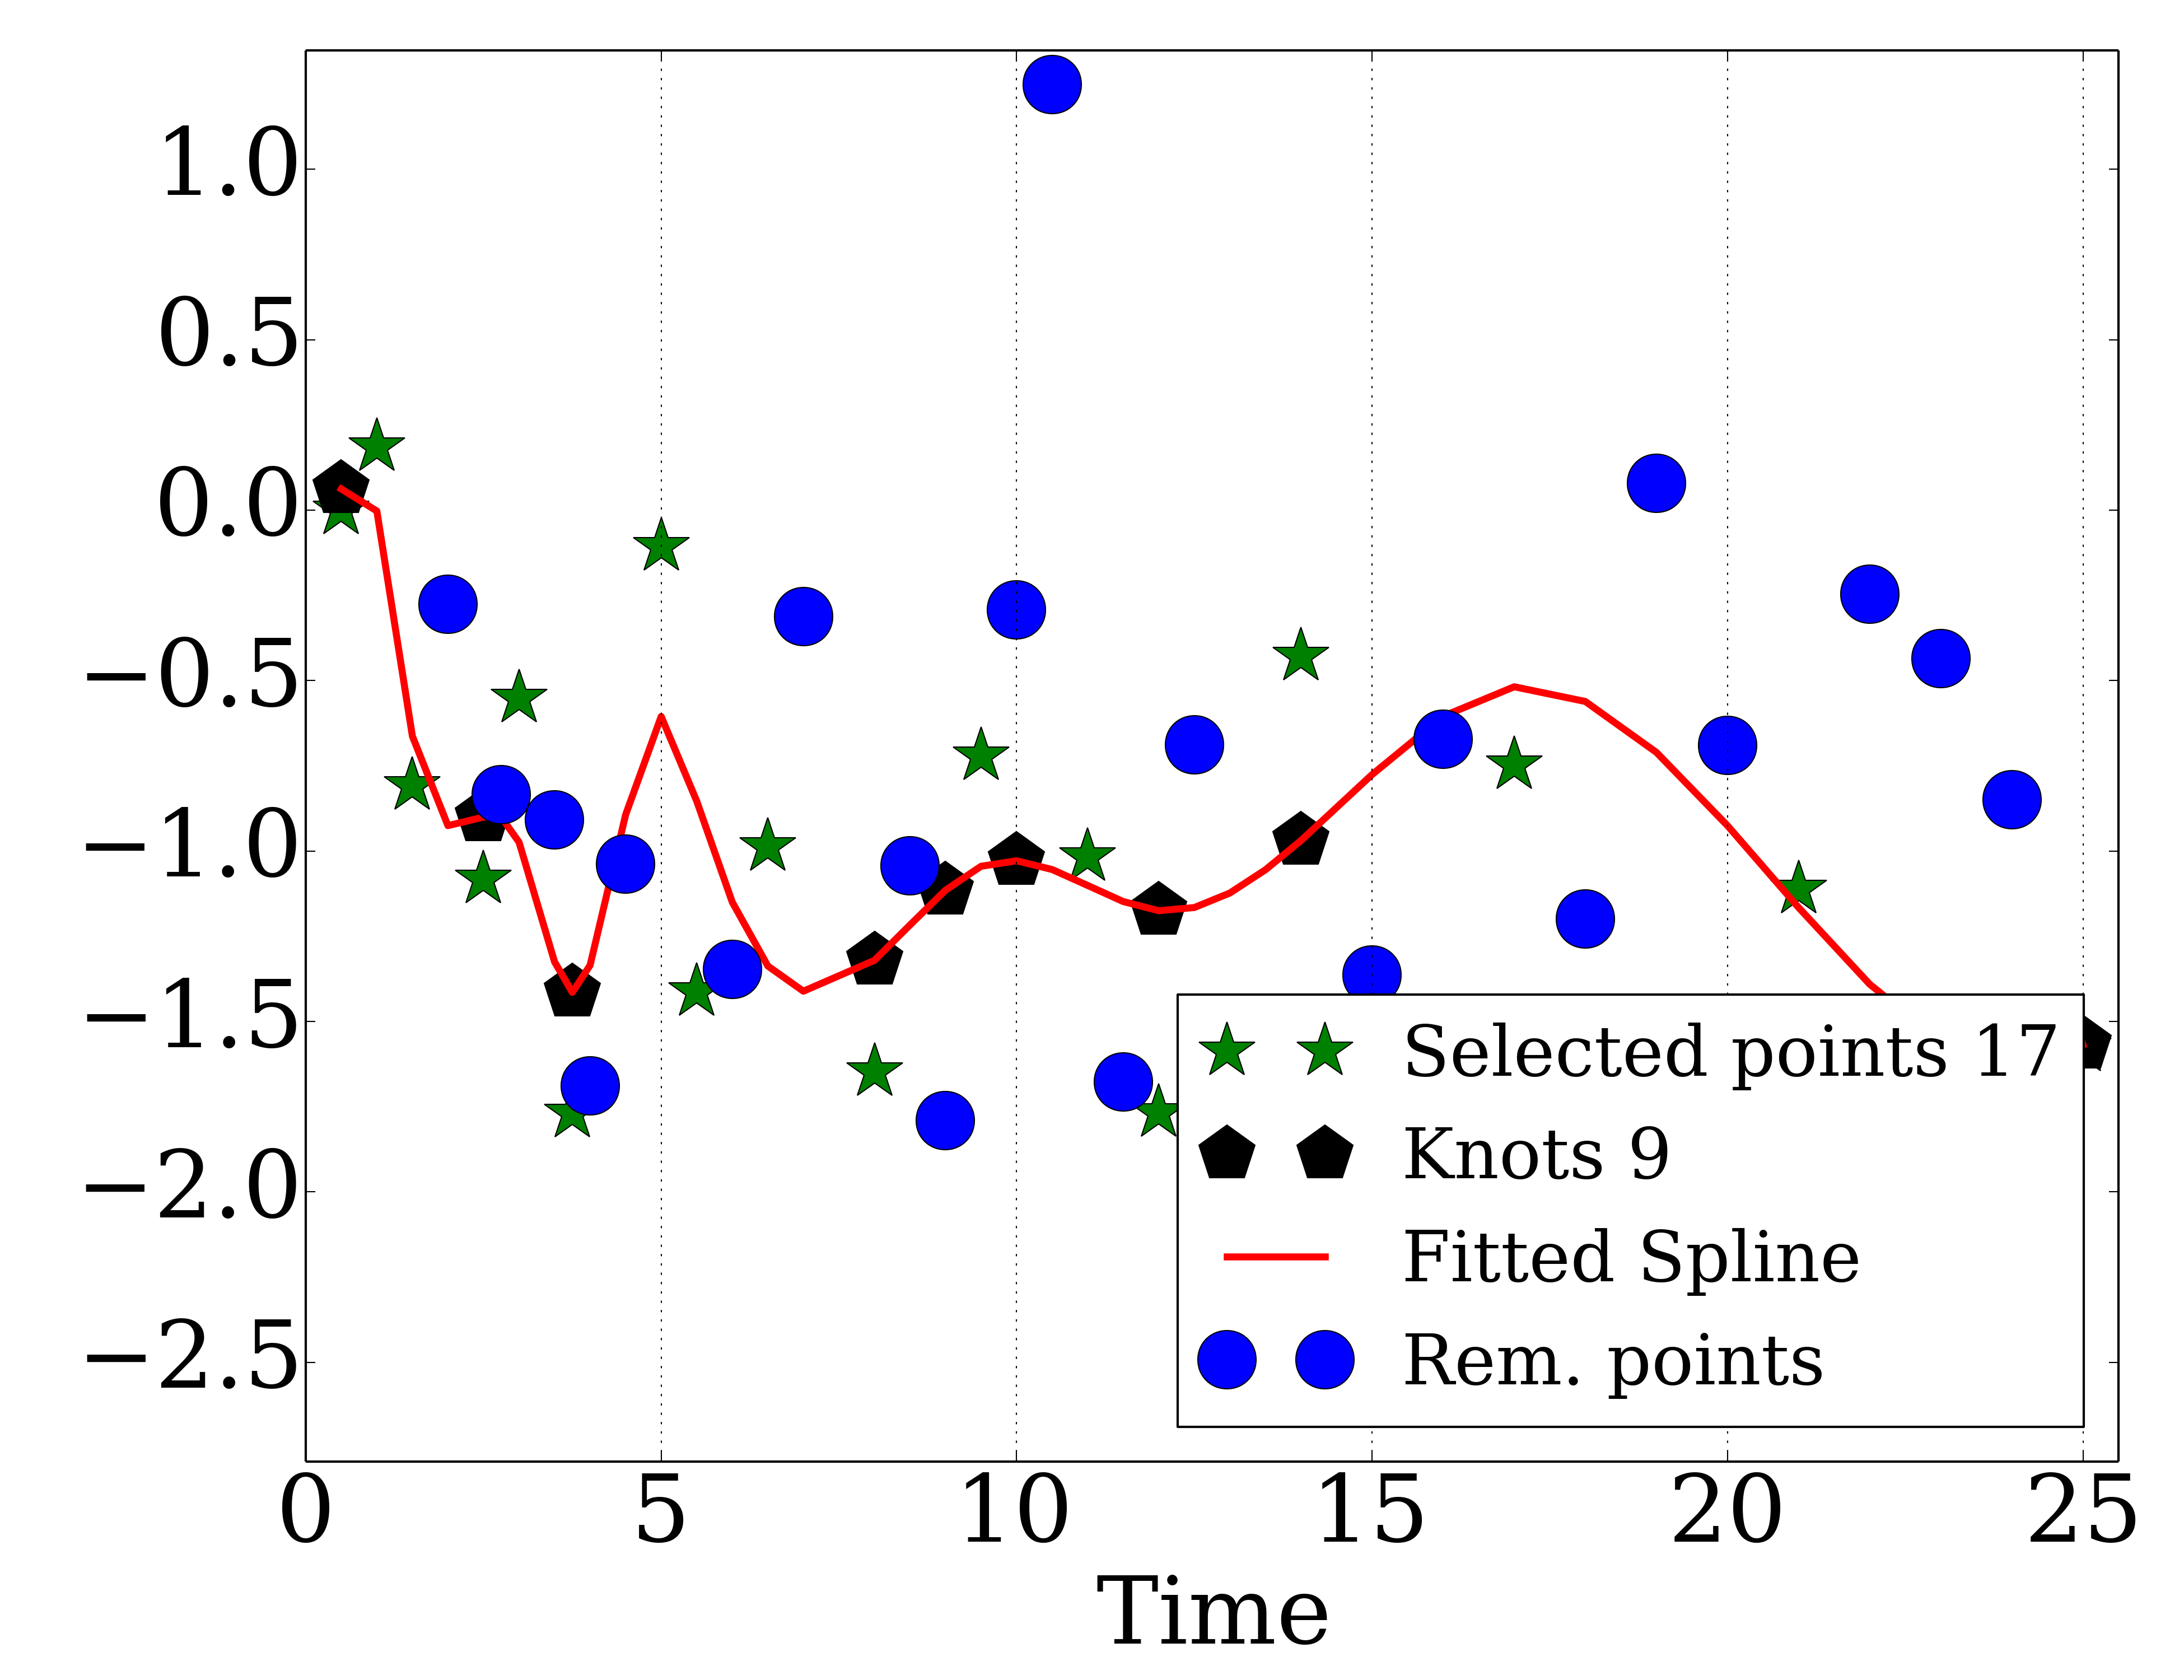 1.0
0.5
0.0
−0.5
−1.0
−1.5
−2.0
−2.5
Selected points 17
Knots 9
Fitted Spline
Rem. points
0 5 10 15 20 25
Time